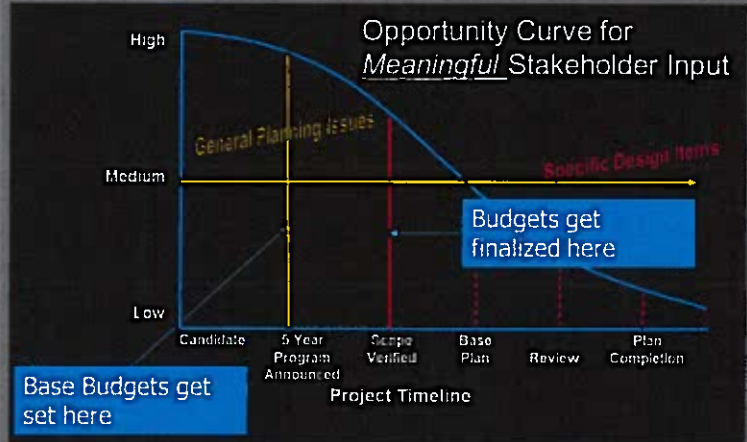 Opportunity Curve for
Meaningful Stakeholder Input
High
General Planning Issues
Medium
Specific Design Items
Budgets get
finalized here
Low
Candidate
5 Year
Program
Announced
Scope
Verified
Base
Plan
Review
Plan
Completion
Project Timeline
Base Budgets get
set here